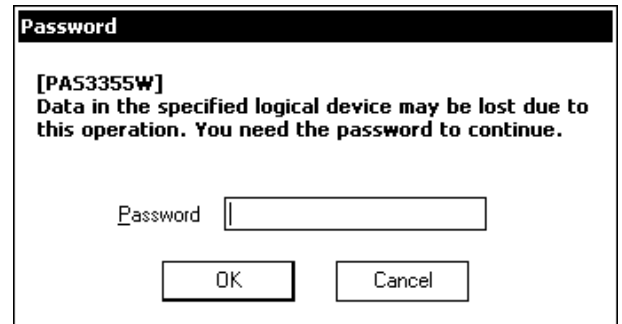 Password
[PAS3355W]
Data in the specified logical device may be lost due to
this operation. You need the password to continue.
Password
OK Cancel